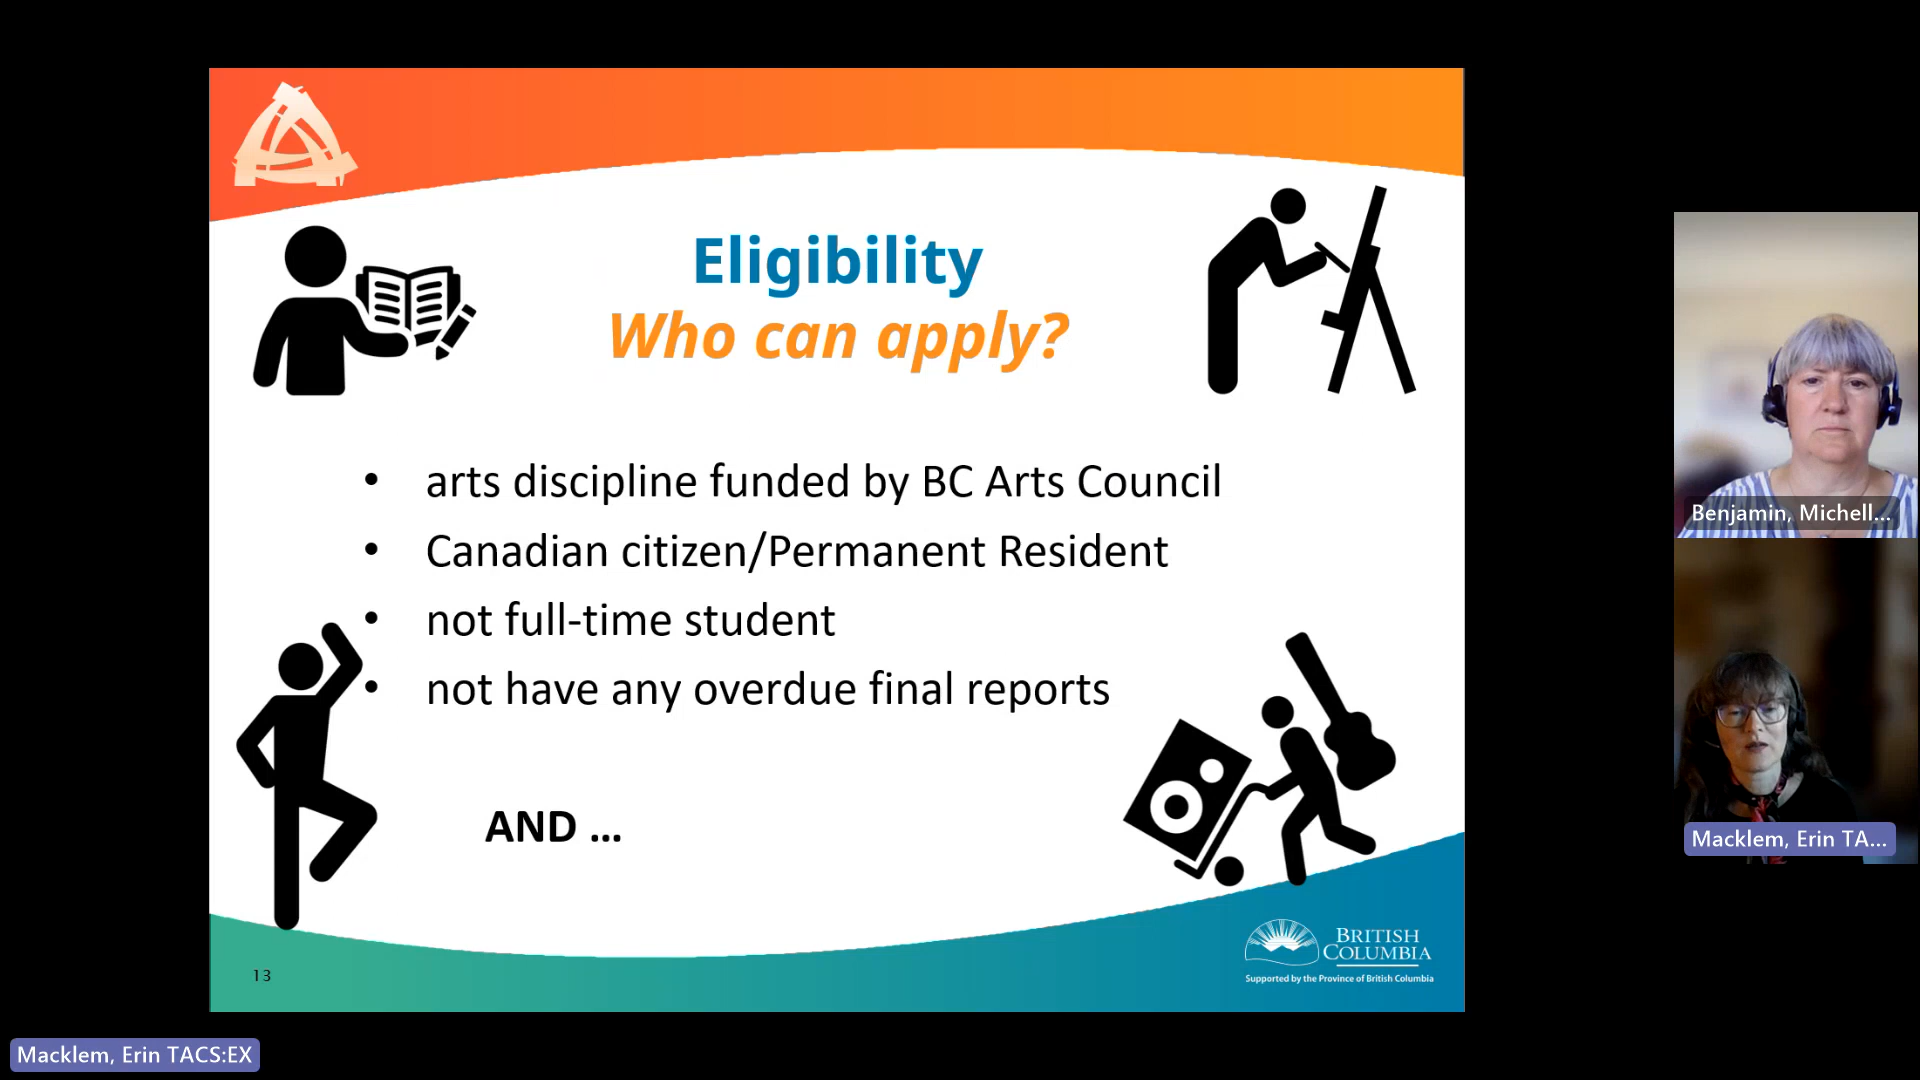 Eligibility
Who can apply?
• arts discipline funded by BC Arts Council
• Canadian citizen/Permanent Resident
• not full-time student
• not have any overdue final reports
AND ...
13
BRITISH
COLUMBIA
Supported by the Province of British Columbia
Benjamin, Michell...
Macklem, Erin TA...
Macklem, Erin TACS:EX